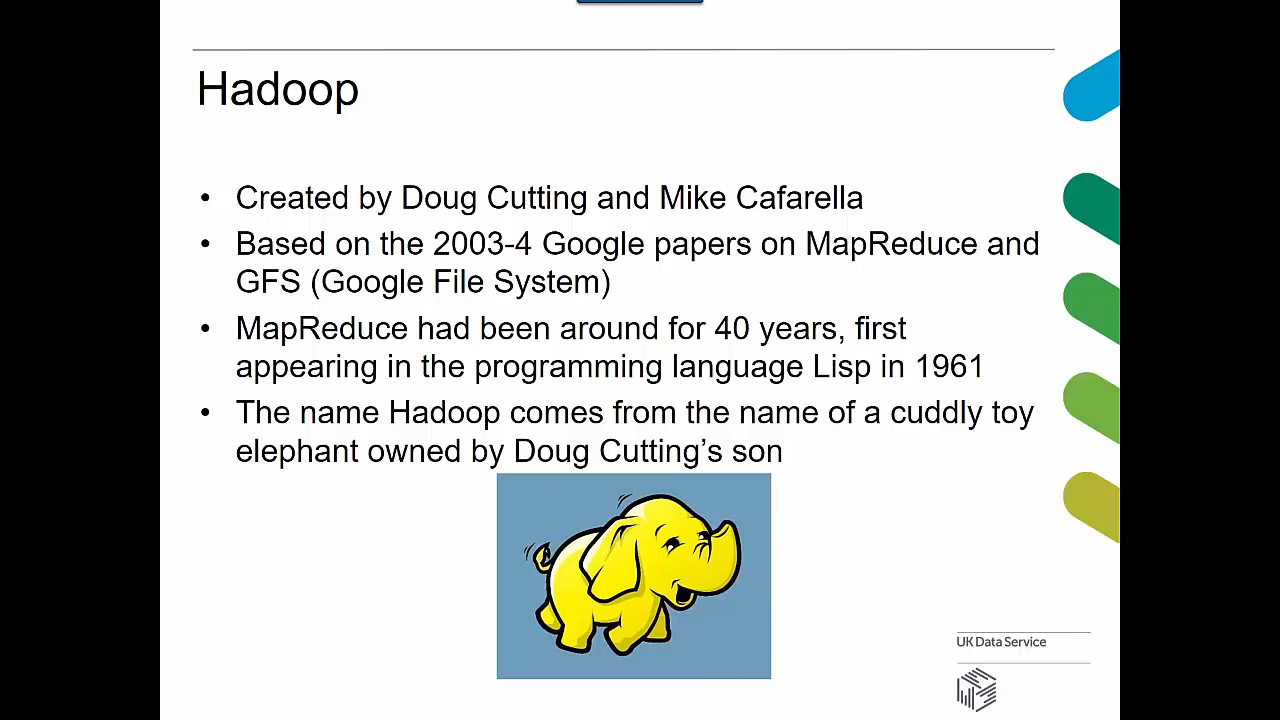 Hadoop
• Created by Doug Cutting and Mike Cafarella
• Based on the 2003-4 Google papers on MapReduce and
GFS (Google File System)
• MapReduce had been around for 40 years, first
appearing in the programming language Lisp in 1961
• The name Hadoop comes from the name of a cuddly toy
elephant owned by Doug Cutting’s son
UK Data Service